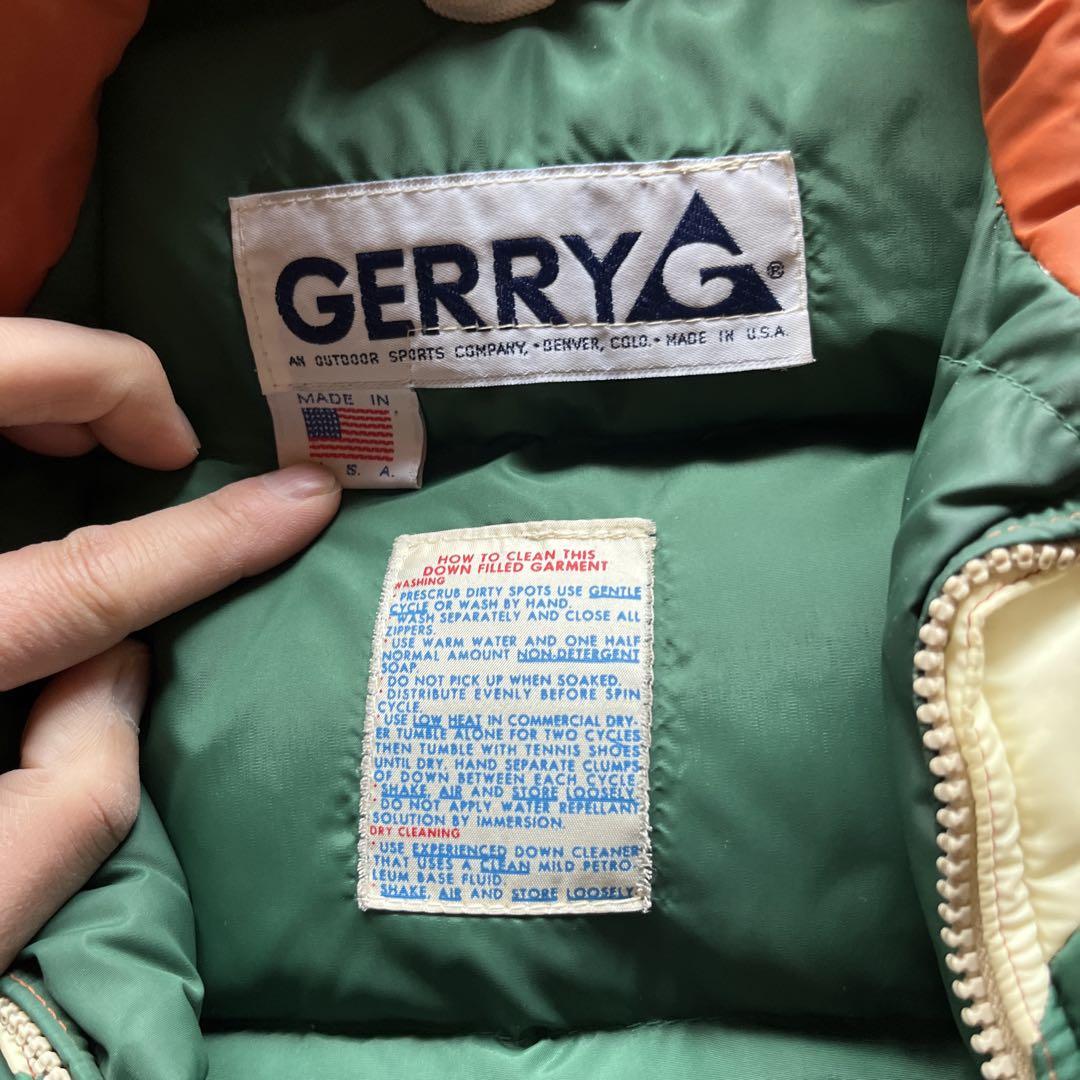 GERRY G ®
AN OUTDOOR SPORTS COMPANY, • DENVER, COLO. • MADE IN U.S.A.
MADE IN
S. A.
HOW TO CLEAN THIS
DOWN FILLED GARMENT
WASHING
• PRESCRUB DIRTY SPOTS USE GENTLE
CYCLE OR WASH BY HAND.
• WASH SEPARATELY AND CLOSE ALL
ZIPPERS.
• USE WARM WATER AND ONE HALF
NORMAL AMOUNT NON-DETERGENT
SOAP.
• DO NOT PICK UP WHEN SOAKED.
• DISTRIBUTE EVENLY BEFORE SPIN
CYCLE.
• USE LOW HEAT IN COMMERCIAL DRY-
ER TUMBLE ALONE FOR TWO CYCLES
THEN TUMBLE WITH TENNIS SHOES
UNTIL DRY. HAND SEPARATE CLUMPS
OF DOWN BETWEEN EACH CYCLE
• SHAKE, AIR AND STORE LOOSELY.
• DO NOT APPLY WATER REPELLANT
SOLUTION BY IMMERSION.
DRY CLEANING
• USE EXPERIENCED DOWN CLEANER
THAT USES A CLEAN MILD PETRO
LEUM BASE FLUID.
• SHAKE, AIR AND STORE LOOSELY